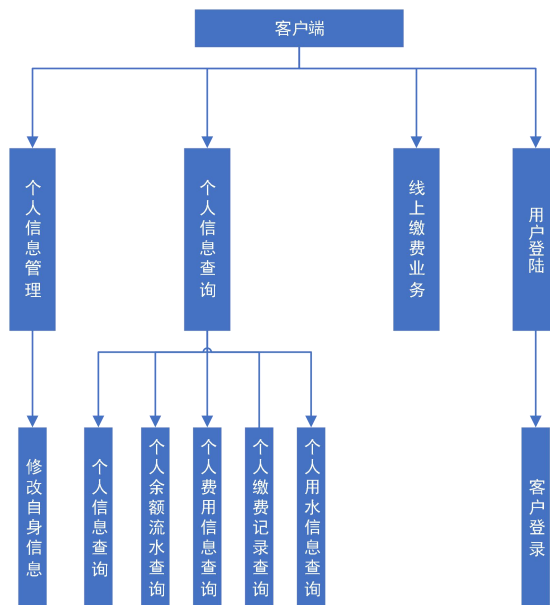 客户端
个人信息管理
个人信息查询
线上缴费业务
用户登陆
修改自身信息
个人信息查询
个人余额流水查询
个人费用信息查询
个人缴费记录查询
个人用水信息查询
客户登录